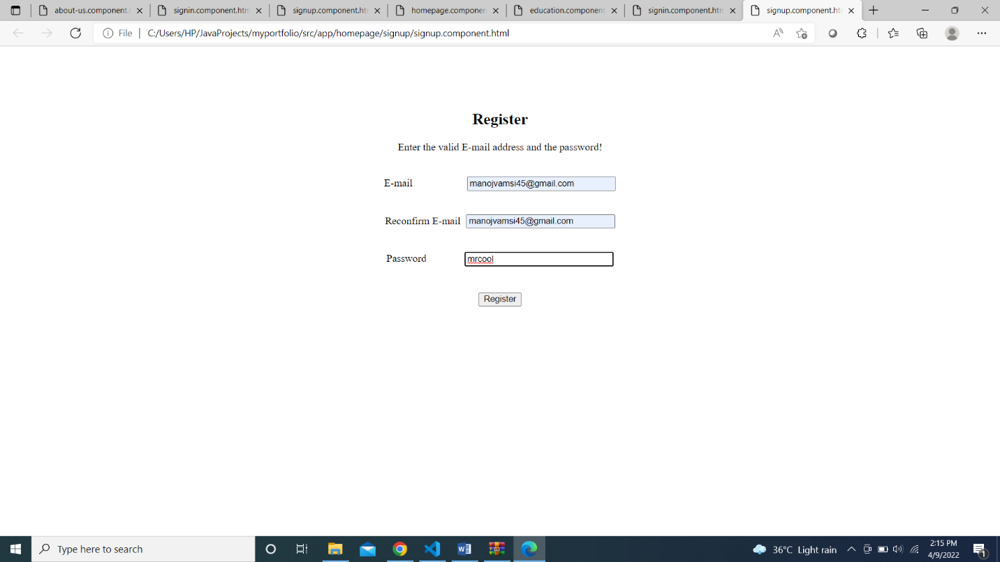 about-us.component.h
signin.component.htm
signup.component.htm
homepage.component
education.component.
signin.component.htm
signup.component.htm
File
C:/Users/HP/JavaProjects/myportfolio/src/app/homepage/signup/signup.component.html
Register
Enter the valid E-mail address and the password!
E-mail manojvamsi45@gmail.com
Reconfirm E-mail manojvamsi45@gmail.com
Password mrcool
Register
Type here to search
36°C Light rain
2:15 PM
4/9/2022
1